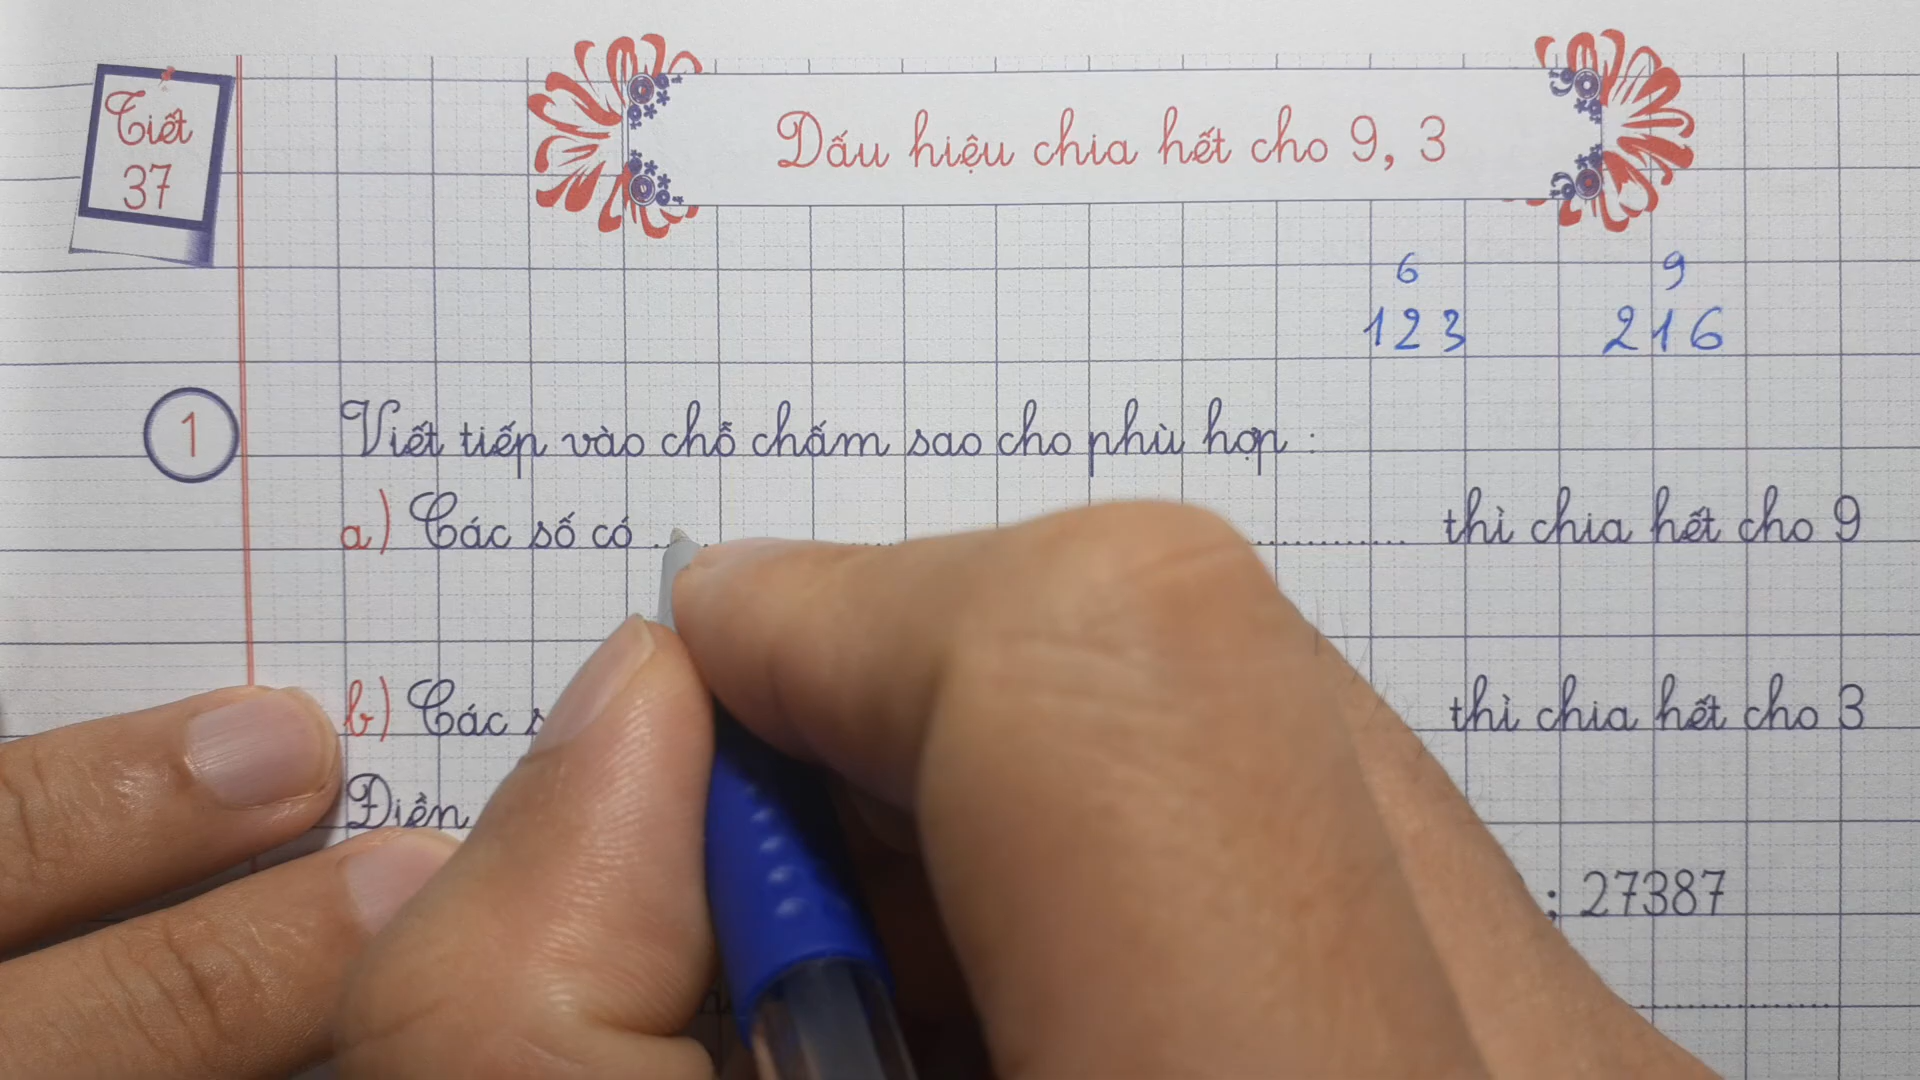 Tiết
37
Dấu hiệu chia hết cho 9, 3
6 9
123 216
1 Viết tiếp vào chỗ chấm sao cho phù hợp :
a) Các số có .......... thì chia hết cho 9
b) Các thì chia hết cho 3
Điền
; 27387